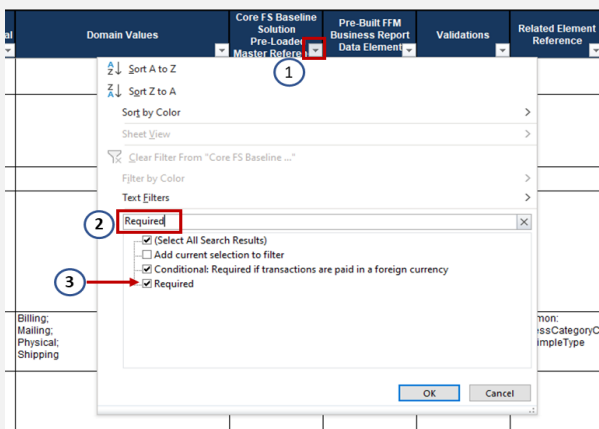 al
Domain Values
Core FS Baseline
Solution
Pre-Loaded
Master Reference
Pre-Built FFM
Business Report
Data Element
Validations
Related Element
Reference
1
Sort A to Z
Sort Z to A
Sort by Color
Sheet View
Clear Filter From "Core FS Baseline ..."
Filter by Color
Text Filters
2
Required
(Select All Search Results)
Add current selection to filter
Conditional: Required if transactions are paid in a foreign currency
3
Required
Billing;
Mailing;
Physical;
Shipping
mon:
essCategoryC
impleType
OK
Cancel